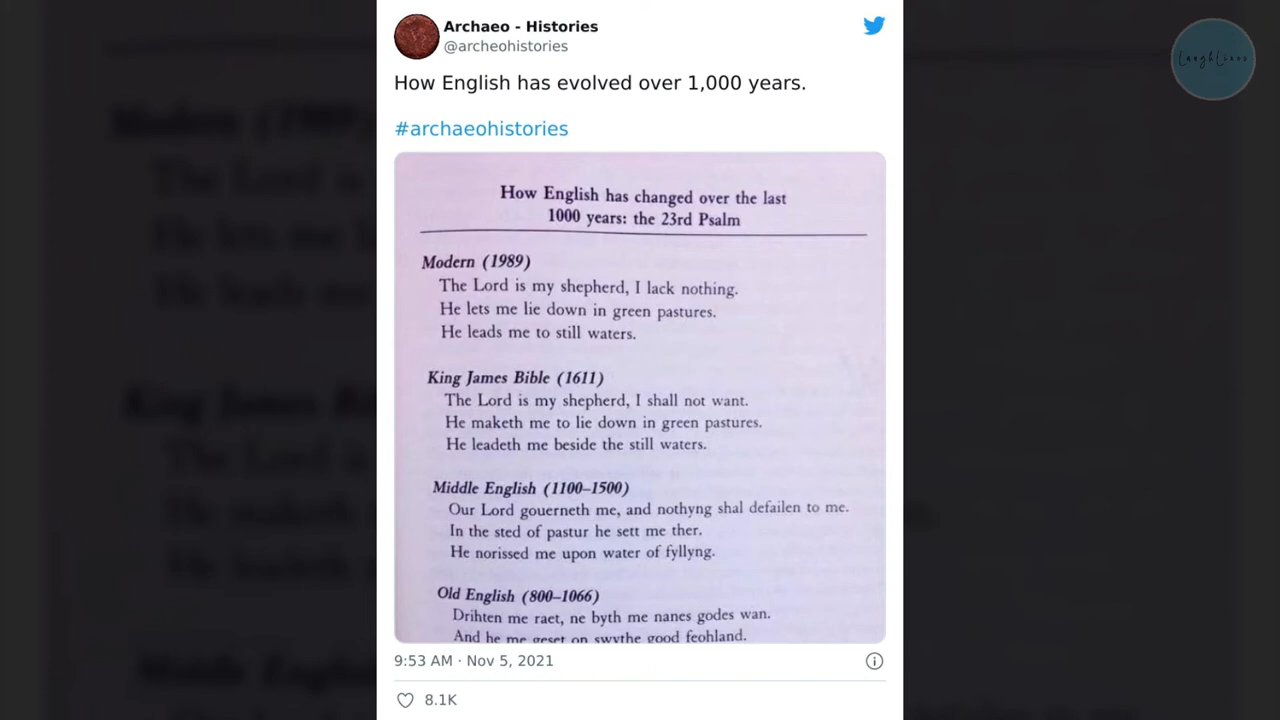 Archaeo - Histories
@archeohistories
How English has evolved over 1,000 years.
#archaeohistories
How English has changed over the last
1000 years: the 23rd Psalm
Modern (1989)
The Lord is my shepherd, I lack nothing.
He lets me lie down in green pastures.
He leads me to still waters.
King James Bible (1611)
The Lord is my shepherd, I shall not want.
He maketh me to lie down in green pastures.
He leadeth me beside the still waters.
Middle English (1100–1500)
Our Lord gouerneth me, and nothyng shal defailen to me.
In the sted of pastur he sett me ther.
He norissed me upon water of fyllyng.
Old English (800–1066)
Drihten me raet, ne byth me nanes godes wan.
And he me geset on swythe good feohland.
9:53 AM · Nov 5, 2021
8.1K
LaughLines